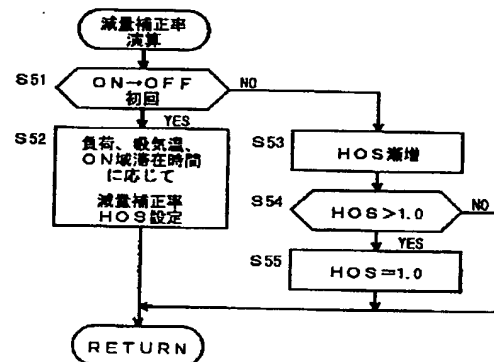 減量補正率
演算
S51
ON→OFF
初回
NO
YES
S52
負荷、吸気温、
ON域滞在時間
に応じて
減量補正率
HOS設定
S53
HOS漸増
S54
HOS>1.0
NO
YES
S55
HOS=1.0
RETURN